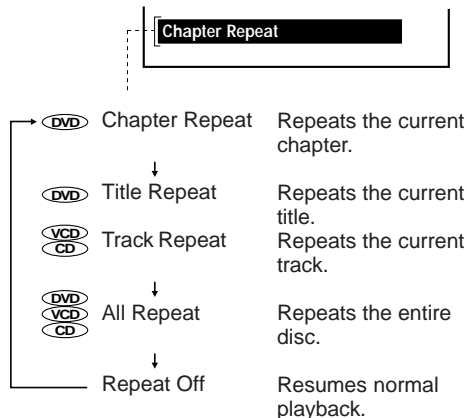 Chapter Repeat
DVD Chapter Repeat Repeats the current
chapter.
DVD Title Repeat Repeats the current
title.
VCD
CD Track Repeat Repeats the current
track.
DVD
VCD
CD All Repeat Repeats the entire
disc.
Repeat Off Resumes normal
playback.